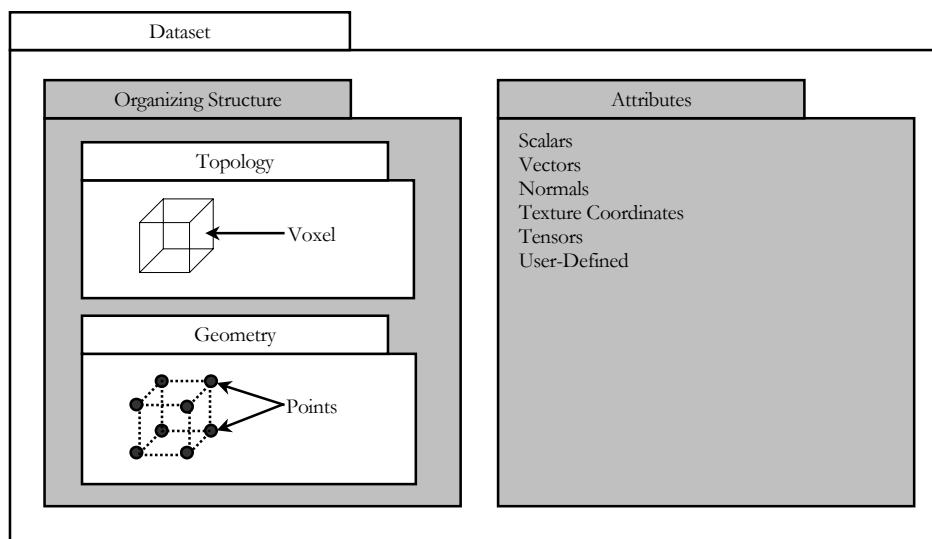 Dataset
Organizing Structure
Topology
Voxel
Geometry
Points
Attributes
Scalars
Vectors
Normals
Texture Coordinates
Tensors
User-Defined